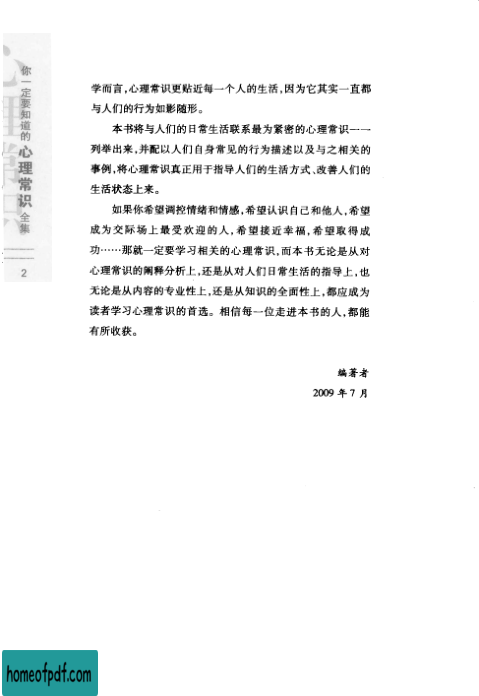 心理常识
你一定要知道的心理常识全集
2
学而言,心理常识更贴近每一个人的生活,因为它其实一直都
与人们的行为如影随形。
本书将与人们的日常生活联系最为紧密的心理常识一一
列举出来,并配以人们自身常见的行为描述以及与之相关的
事例,将心理常识真正用于指导人们的生活方式、改善人们的
生活状态上来。
如果你希望调控情绪和情感,希望认识自己和他人,希望
成为交际场上最受欢迎的人,希望接近幸福,希望取得成
功……那就一定要学习相关的心理常识,而本书无论是从对
心理常识的阐释分析上,还是从对人们日常生活的指导上,也
无论是从内容的专业性上,还是从知识的全面性上,都应成为
读者学习心理常识的首选。相信每一位走进本书的人,都能
有所收获。
编著者
2009 年 7 月
homeofpdf.com